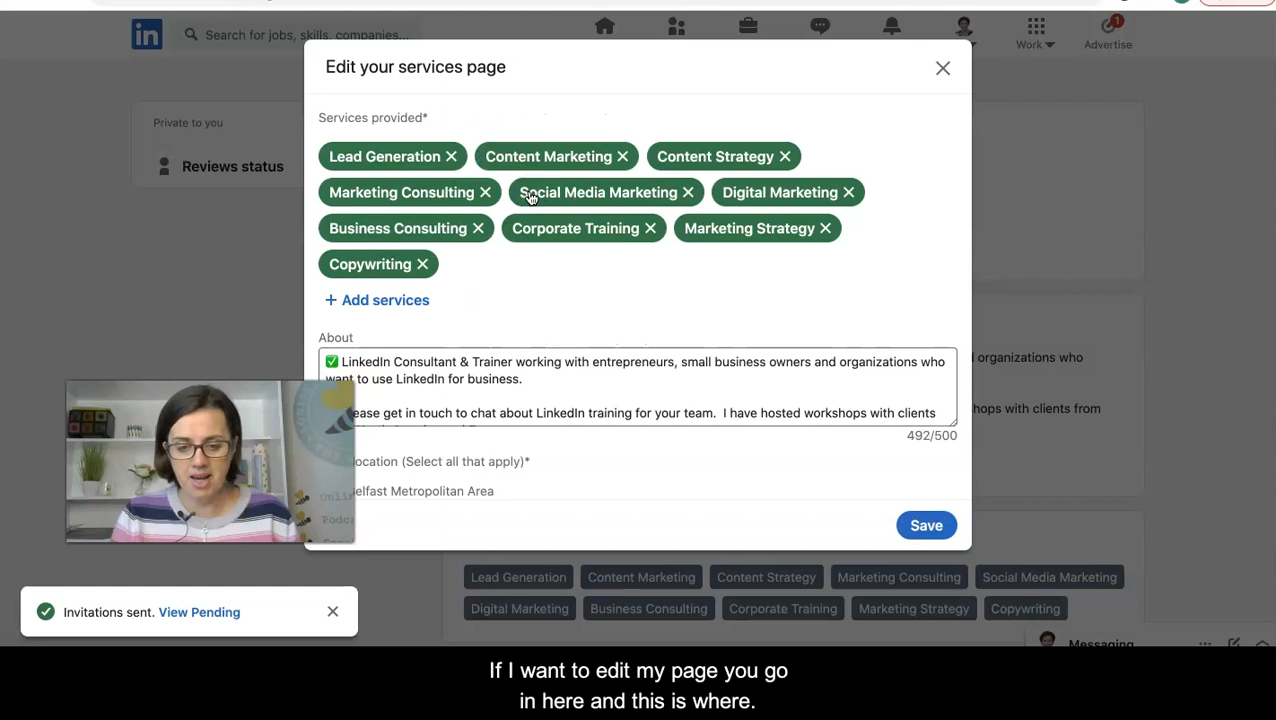 in
Search for jobs, skills, companies...
Work
1
Advertise
Edit your services page
Private to you
Reviews status
Services provided*
Lead Generation
Content Marketing
Content Strategy
Marketing Consulting
Social Media Marketing
Digital Marketing
Business Consulting
Corporate Training
Marketing Strategy
Copywriting
+ Add services
About
✅ LinkedIn Consultant & Trainer working with entrepreneurs, small business owners and organizations who
want to use LinkedIn for business.
ease get in touch to chat about LinkedIn training for your team. I have hosted workshops with clients
organizations who
hops with clients from
492/500
ocation (Select all that apply)*
elfast Metropolitan Area
Save
Onli
Podc
Lead Generation
Content Marketing
Content Strategy
Marketing Consulting
Social Media Marketing
Digital Marketing
Business Consulting
Corporate Training
Marketing Strategy
Copywriting
Invitations sent. View Pending
Messaging
If I want to edit my page you go
in here and this is where.